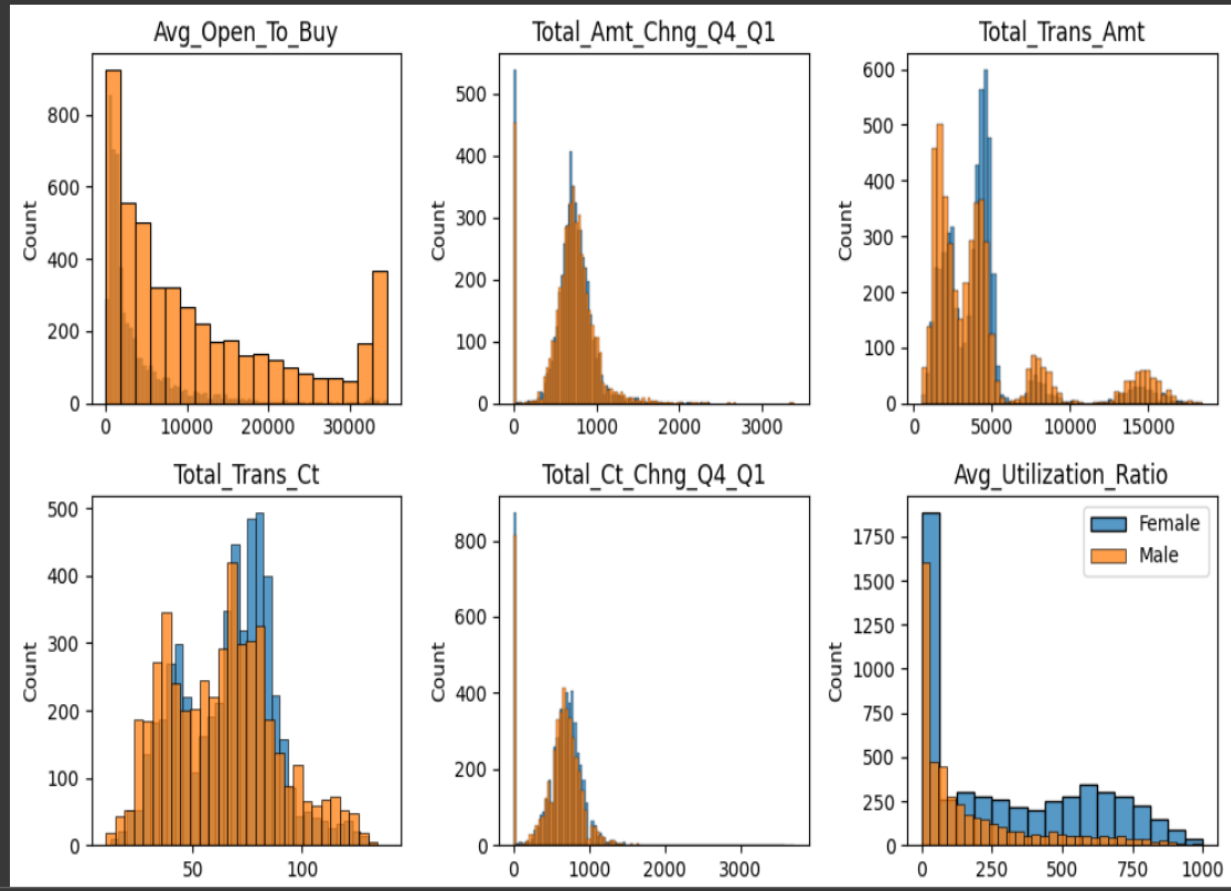 Avg_Open_To_Buy
Count
800
600
400
200
0
0 10000 20000 30000
Total_Amt_Chng_Q4_Q1
Count
500
400
300
200
100
0
0 1000 2000 3000
Total_Trans_Amt
Count
600
500
400
300
200
100
0
0 5000 10000 15000
Total_Trans_Ct
Count
500
400
300
200
100
0
50 100
Total_Ct_Chng_Q4_Q1
Count
800
600
400
200
0
0 1000 2000 3000
Avg_Utilization_Ratio
Count
1750
1500
1250
1000
750
500
250
0
0 250 500 750 1000
Female
Male